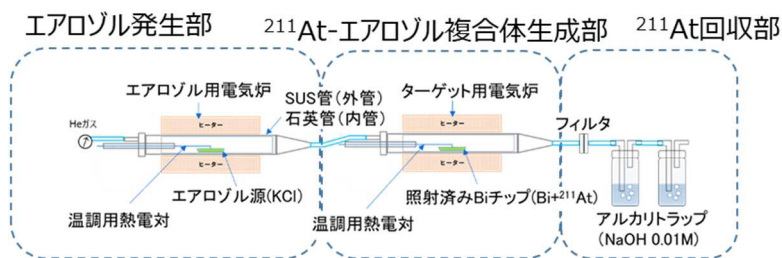 エアロゾル発生部
²¹¹At-エアロゾル複合体生成部
²¹¹At回収部
エアロゾル用電気炉
SUS管(外管)
石英管(内管)
ターゲット用電気炉
フィルタ
Heガス
ヒーター
ヒーター
ヒーター
ヒーター
エアロゾル源(KCl)
温調用熱電対
照射済みBiチップ(Bi+²¹¹At)
温調用熱電対
アルカリトラップ
(NaOH 0.01M)